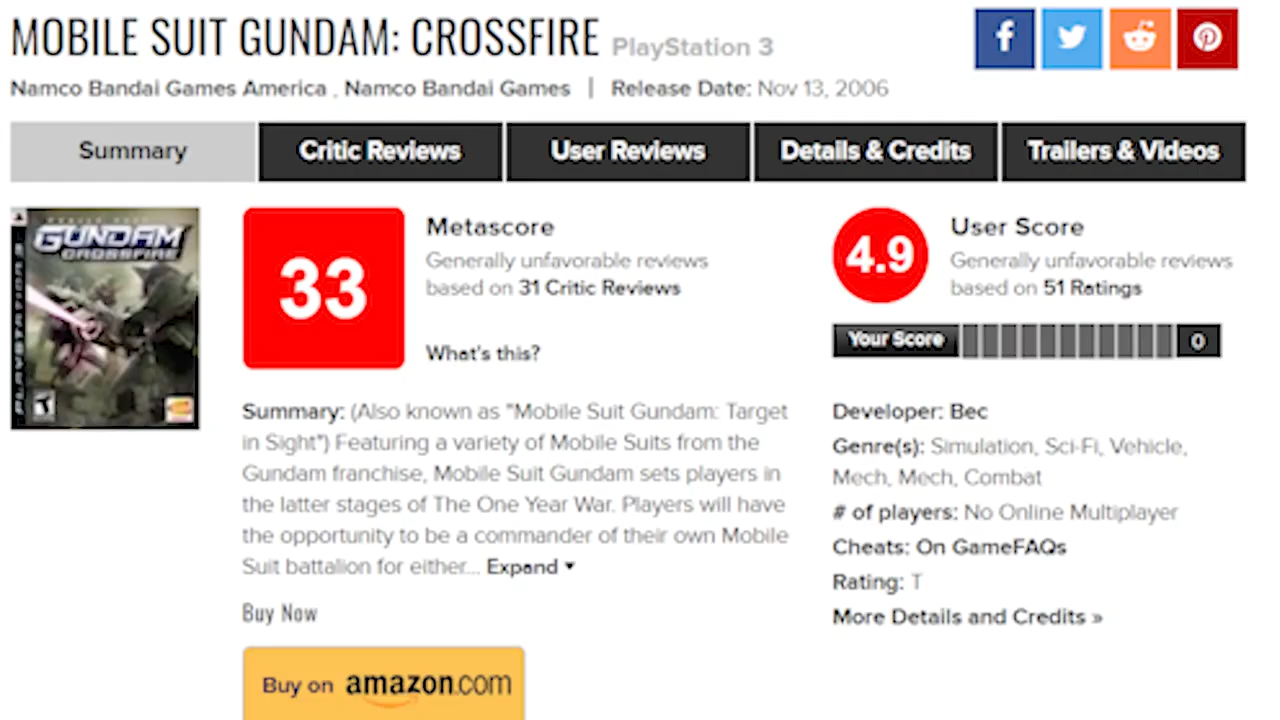 MOBILE SUIT GUNDAM: CROSSFIRE PlayStation 3
Namco Bandai Games America , Namco Bandai Games | Release Date: Nov 13, 2006
Summary Critic Reviews User Reviews Details & Credits Trailers & Videos
GUNDAM
CROSSFIRE
PLAYSTATION 3
T
33
Metascore
Generally unfavorable reviews
based on 31 Critic Reviews
What's this?
4.9
User Score
Generally unfavorable reviews
based on 51 Ratings
Your Score 0
Summary: (Also known as "Mobile Suit Gundam: Target
in Sight") Featuring a variety of Mobile Suits from the
Gundam franchise, Mobile Suit Gundam sets players in
the latter stages of The One Year War. Players will have
the opportunity to be a commander of their own Mobile
Suit battalion for either... Expand ▼
Buy Now
Buy on amazon.com
Developer: Bec
Genre(s): Simulation, Sci-Fi, Vehicle,
Mech, Mech, Combat
# of players: No Online Multiplayer
Cheats: On GameFAQs
Rating: T
More Details and Credits »